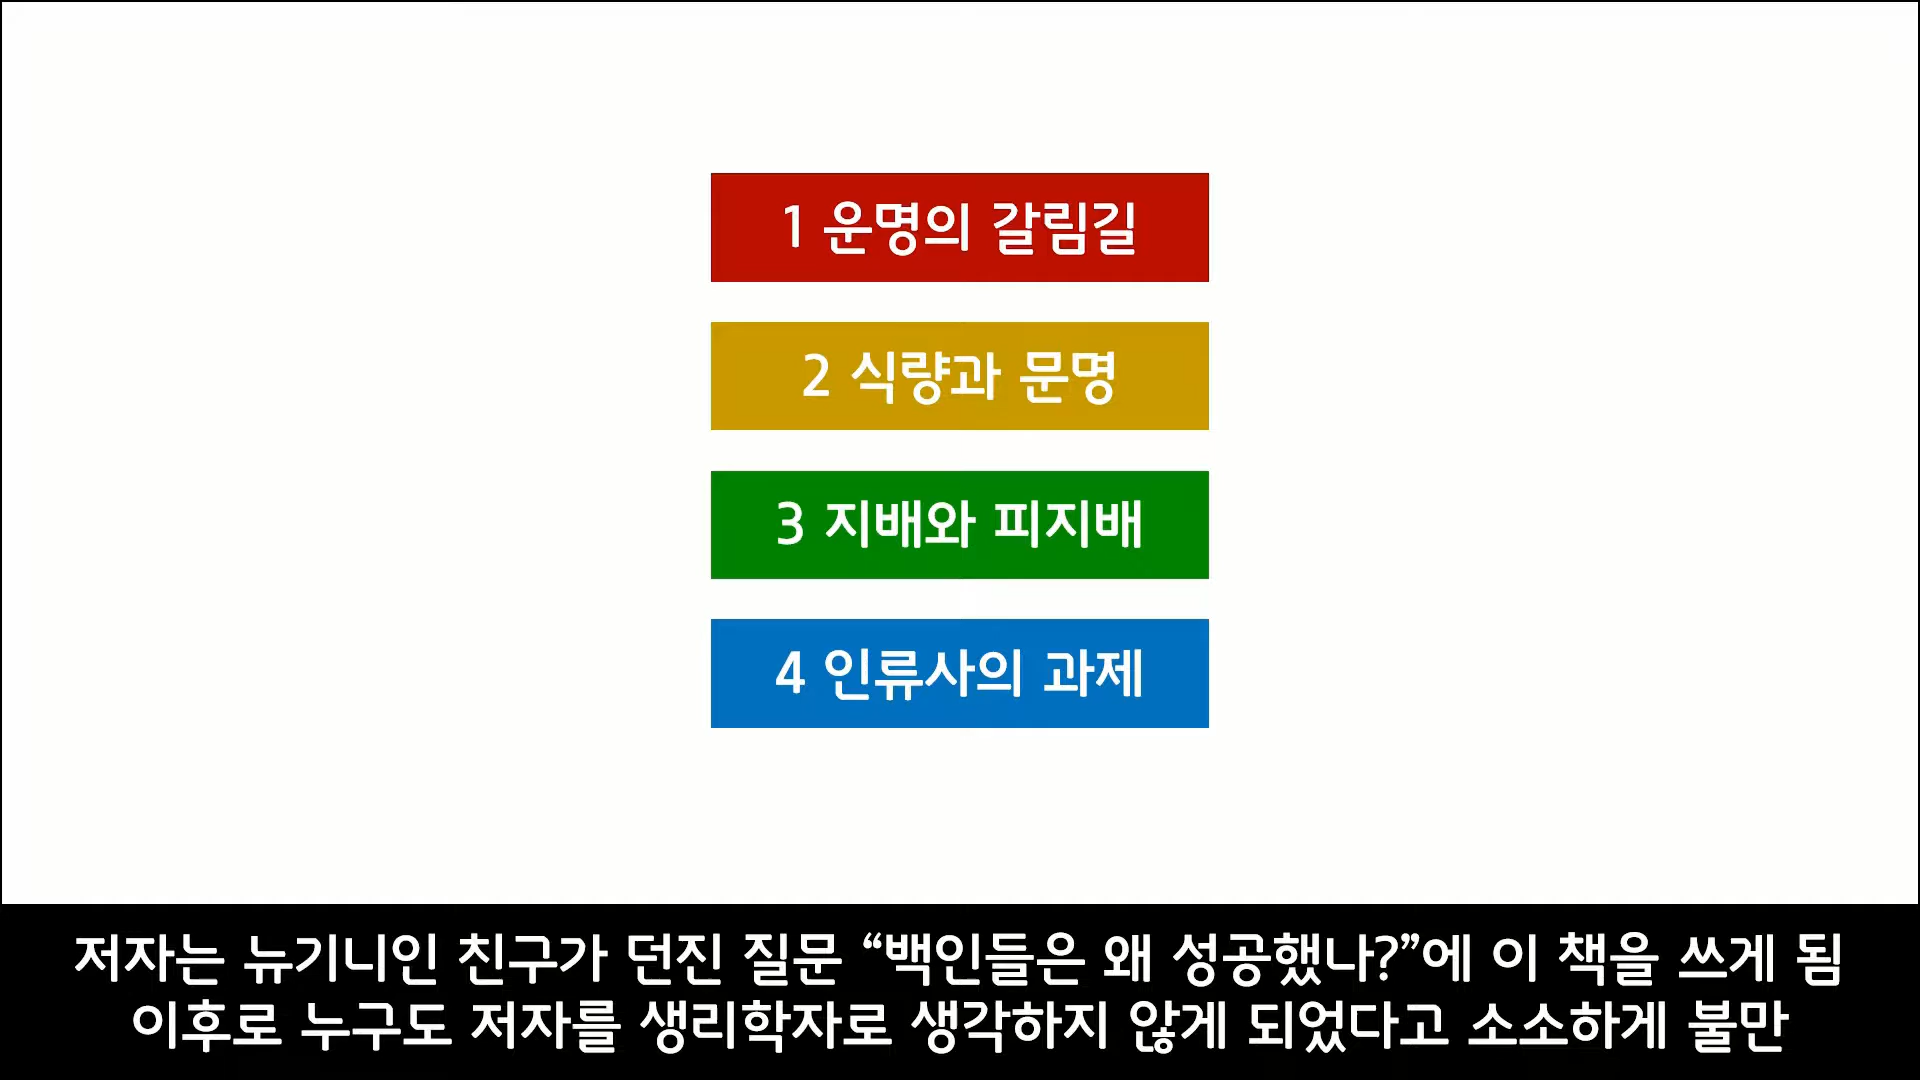 1 운명의 갈림길
2 식량과 문명
3 지배와 피지배
4 인류사의 과제
저자는 뉴기니인 친구가 던진 질문 “백인들은 왜 성공했나?”에 이 책을 쓰게 됨
이후로 누구도 저자를 생리학자로 생각하지 않게 되었다고 소소하게 불만